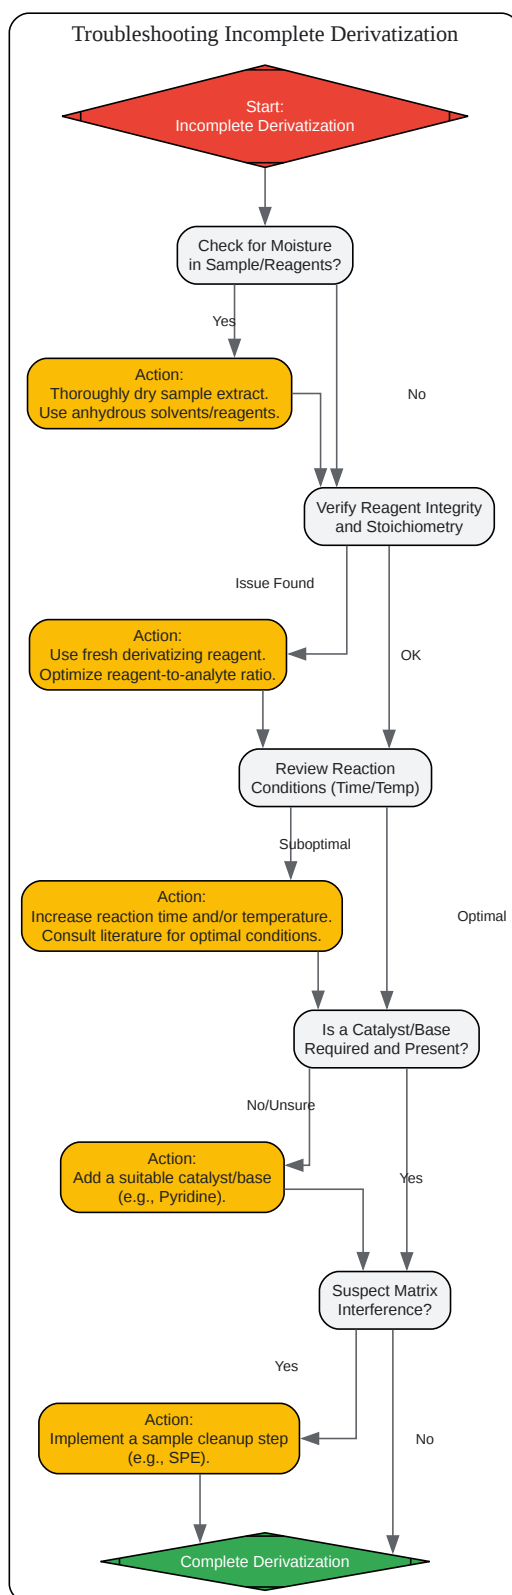 Troubleshooting Incomplete Derivatization
Start:
Incomplete Derivatization
Check for Moisture
in Sample/Reagents?
Yes
Action:
Thoroughly dry sample extract.
Use anhydrous solvents/reagents.
No
Verify Reagent Integrity
and Stoichiometry
Issue Found
Action:
Use fresh derivatizing reagent.
Optimize reagent-to-analyte ratio.
OK
Review Reaction
Conditions (Time/Temp)
Suboptimal
Action:
Increase reaction time and/or temperature.
Consult literature for optimal conditions.
Optimal
Is a Catalyst/Base
Required and Present?
No/Unsure
Action:
Add a suitable catalyst/base
(e.g., Pyridine).
Yes
Suspect Matrix
Interference?
Yes
Action:
Implement a sample cleanup step
(e.g., SPE).
No
Complete Derivatization